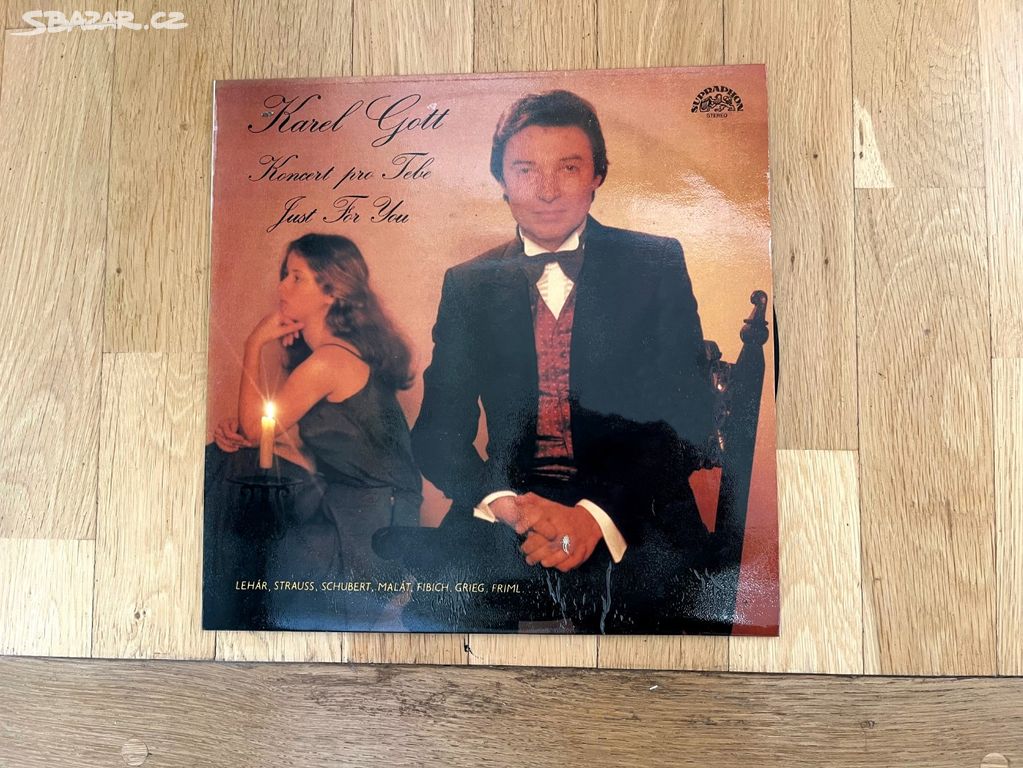 SBAZAR.CZ
Karel Gott
Koncert pro Tebe
Just For You
SUPRAPHON
STEREO
LEHÁR, STRAUSS, SCHUBERT, MALÁT, FIBICH, GRIEG, FRIML